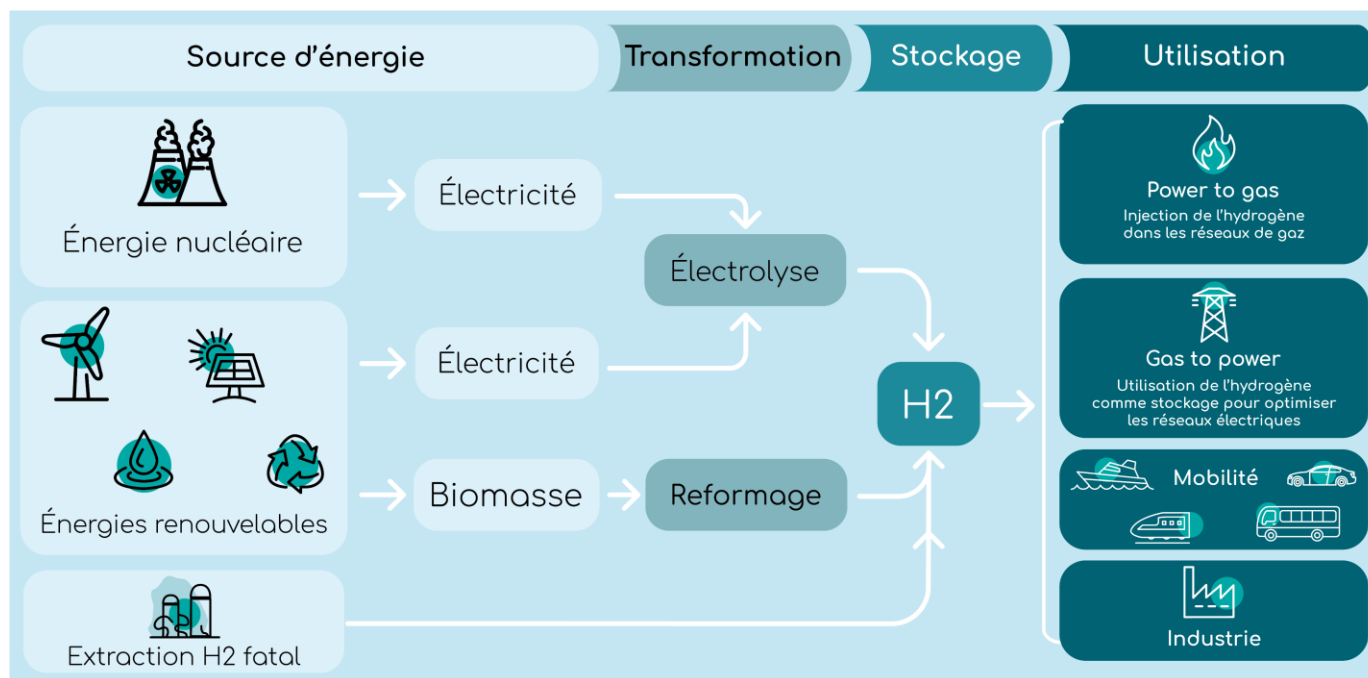 Source d'énergie
Transformation
Stockage
Utilisation
Énergie nucléaire
Électricité
Électrolyse
Électricité
Énergies renouvelables
Biomasse
Reformage
Extraction H2 fatal
H2
Power to gas
Injection de l'hydrogène
dans les réseaux de gaz
Gas to power
Utilisation de l'hydrogène
comme stockage pour optimiser
les réseaux électriques
Mobilité
Industrie